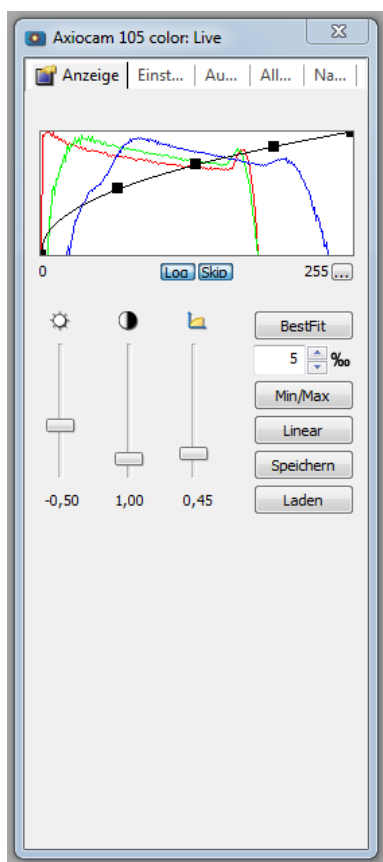 Axiocam 105 color: Live
Anzeige Einst... Au... All... Na...
0 Log Skip 255 ...
BestFit
5 ‰
Min/Max
Linear
Speichern
-0,50 1,00 0,45 Laden